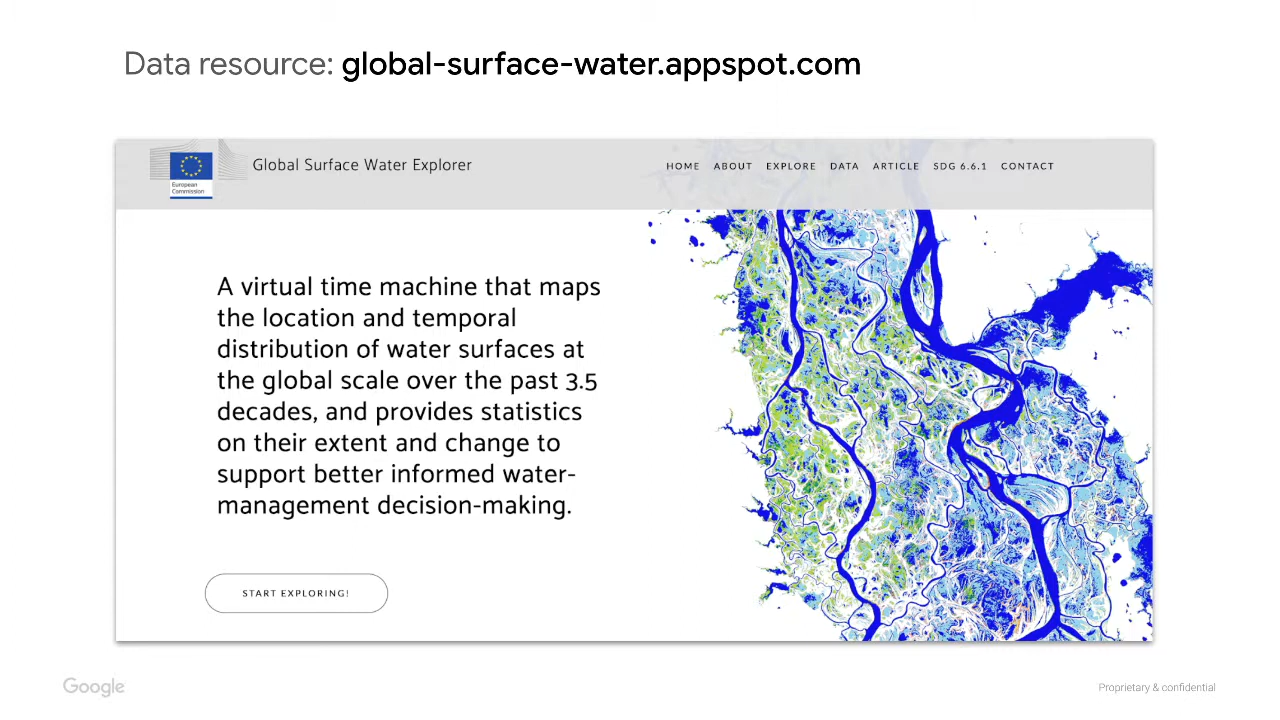 Data resource: global-surface-water.appspot.com
European
Commission
Global Surface Water Explorer
HOME ABOUT EXPLORE DATA ARTICLE SDG 6.6.1 CONTACT
A virtual time machine that maps
the location and temporal
distribution of water surfaces at
the global scale over the past 3.5
decades, and provides statistics
on their extent and change to
support better informed water-
management decision-making.
START EXPLORING!
Google
Proprietary & confidential